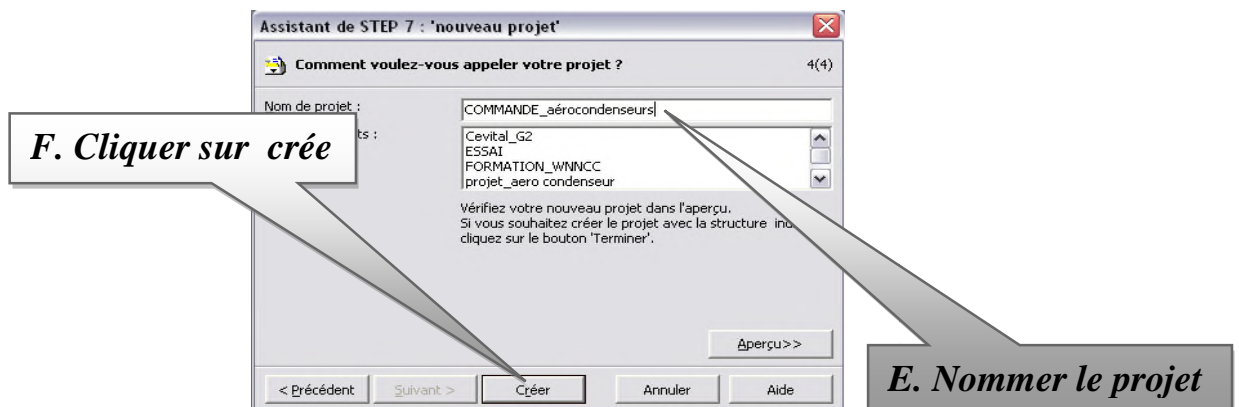 Assistant de STEP 7 : 'nouveau projet'
Comment voulez-vous appeler votre projet ?
4(4)
Nom de projet :
COMMANDE_aérocondenseurs
F. Cliquer sur crée
ts :
Cevital_G2
ESSAI
FORMATION_WNNCC
projet_aero condenseur
Vérifiez votre nouveau projet dans l'aperçu.
Si vous souhaitez créer le projet avec la structure
cliquez sur le bouton 'Terminer'.
Aperçu>>
E. Nommer le projet
< Précédent
Suivant >
Créer
Annuler
Aide